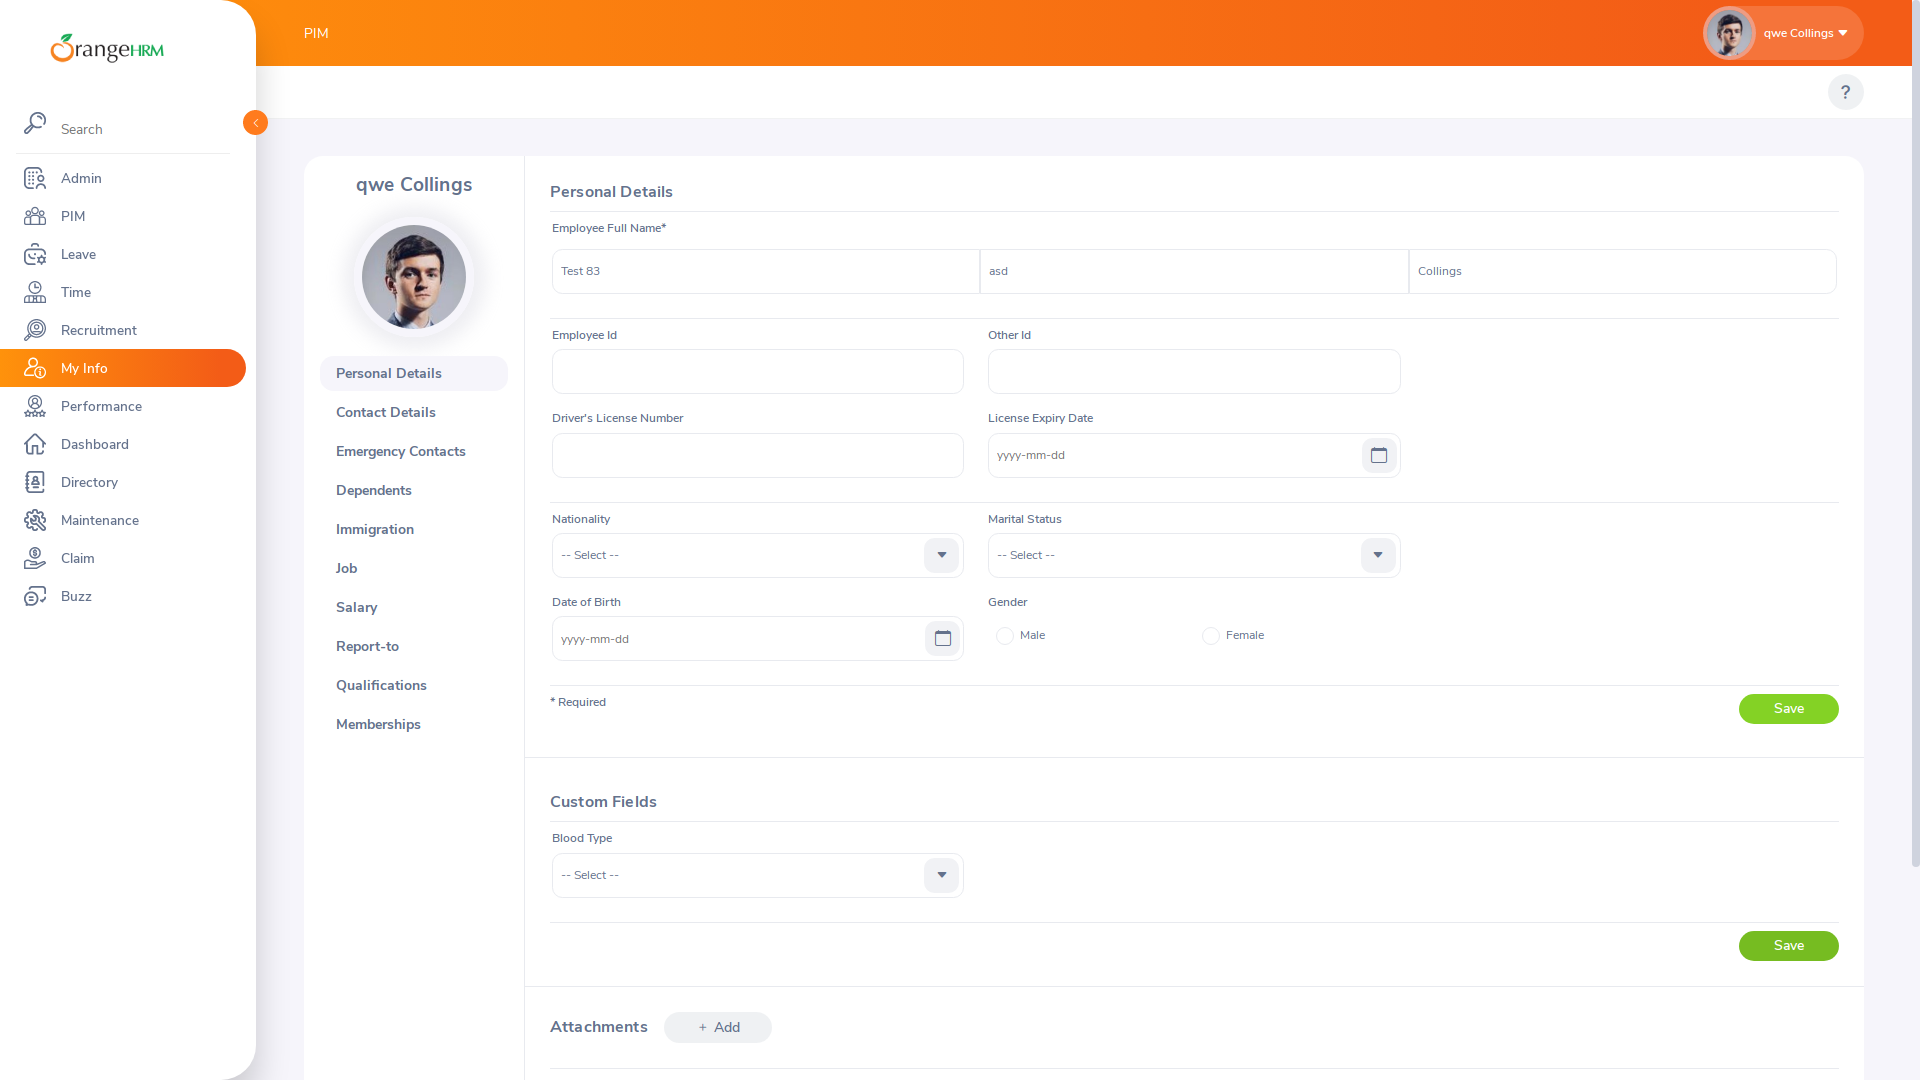 OrangeHRM
PIM
qwe Collings
?
Search
Admin
PIM
Leave
Time
Recruitment
My Info
Performance
Dashboard
Directory
Maintenance
Claim
Buzz
qwe Collings
Personal Details
Contact Details
Emergency Contacts
Dependents
Immigration
Job
Salary
Report-to
Qualifications
Memberships
Personal Details
Employee Full Name*
Test 83 asd Collings
Employee Id Other Id
Driver's License Number License Expiry Date
yyyy-mm-dd
Nationality Marital Status
-- Select -- -- Select --
Date of Birth Gender
yyyy-mm-dd Male Female
* Required
Save
Custom Fields
Blood Type
-- Select --
Save
Attachments + Add